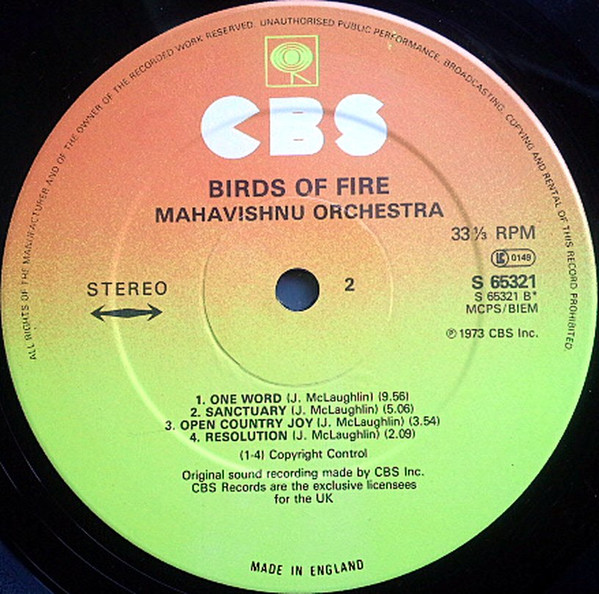 ALL RIGHTS OF THE MANUFACTURER AND OF THE OWNER OF THE RECORDED WORK RESERVED. UNAUTHORISED PUBLIC PERFORMANCE, BROADCASTING, COPYING AND RENTAL OF THIS RECORD PROHIBITED.
CBS
BIRDS OF FIRE
MAHAVISHNU ORCHESTRA
33⅓ RPM
LC 0149
STEREO
2
S 65321
S 65321 B*
MCPS/BIEM
℗ 1973 CBS Inc.
1. ONE WORD (J. McLaughlin) (9.56)
2. SANCTUARY (J. McLaughlin) (5.06)
3. OPEN COUNTRY JOY (J. McLaughlin) (3.54)
4. RESOLUTION (J. McLaughlin) (2.09)
(1-4) Copyright Control
Original sound recording made by CBS Inc.
CBS Records are the exclusive licensees
for the UK
MADE IN ENGLAND